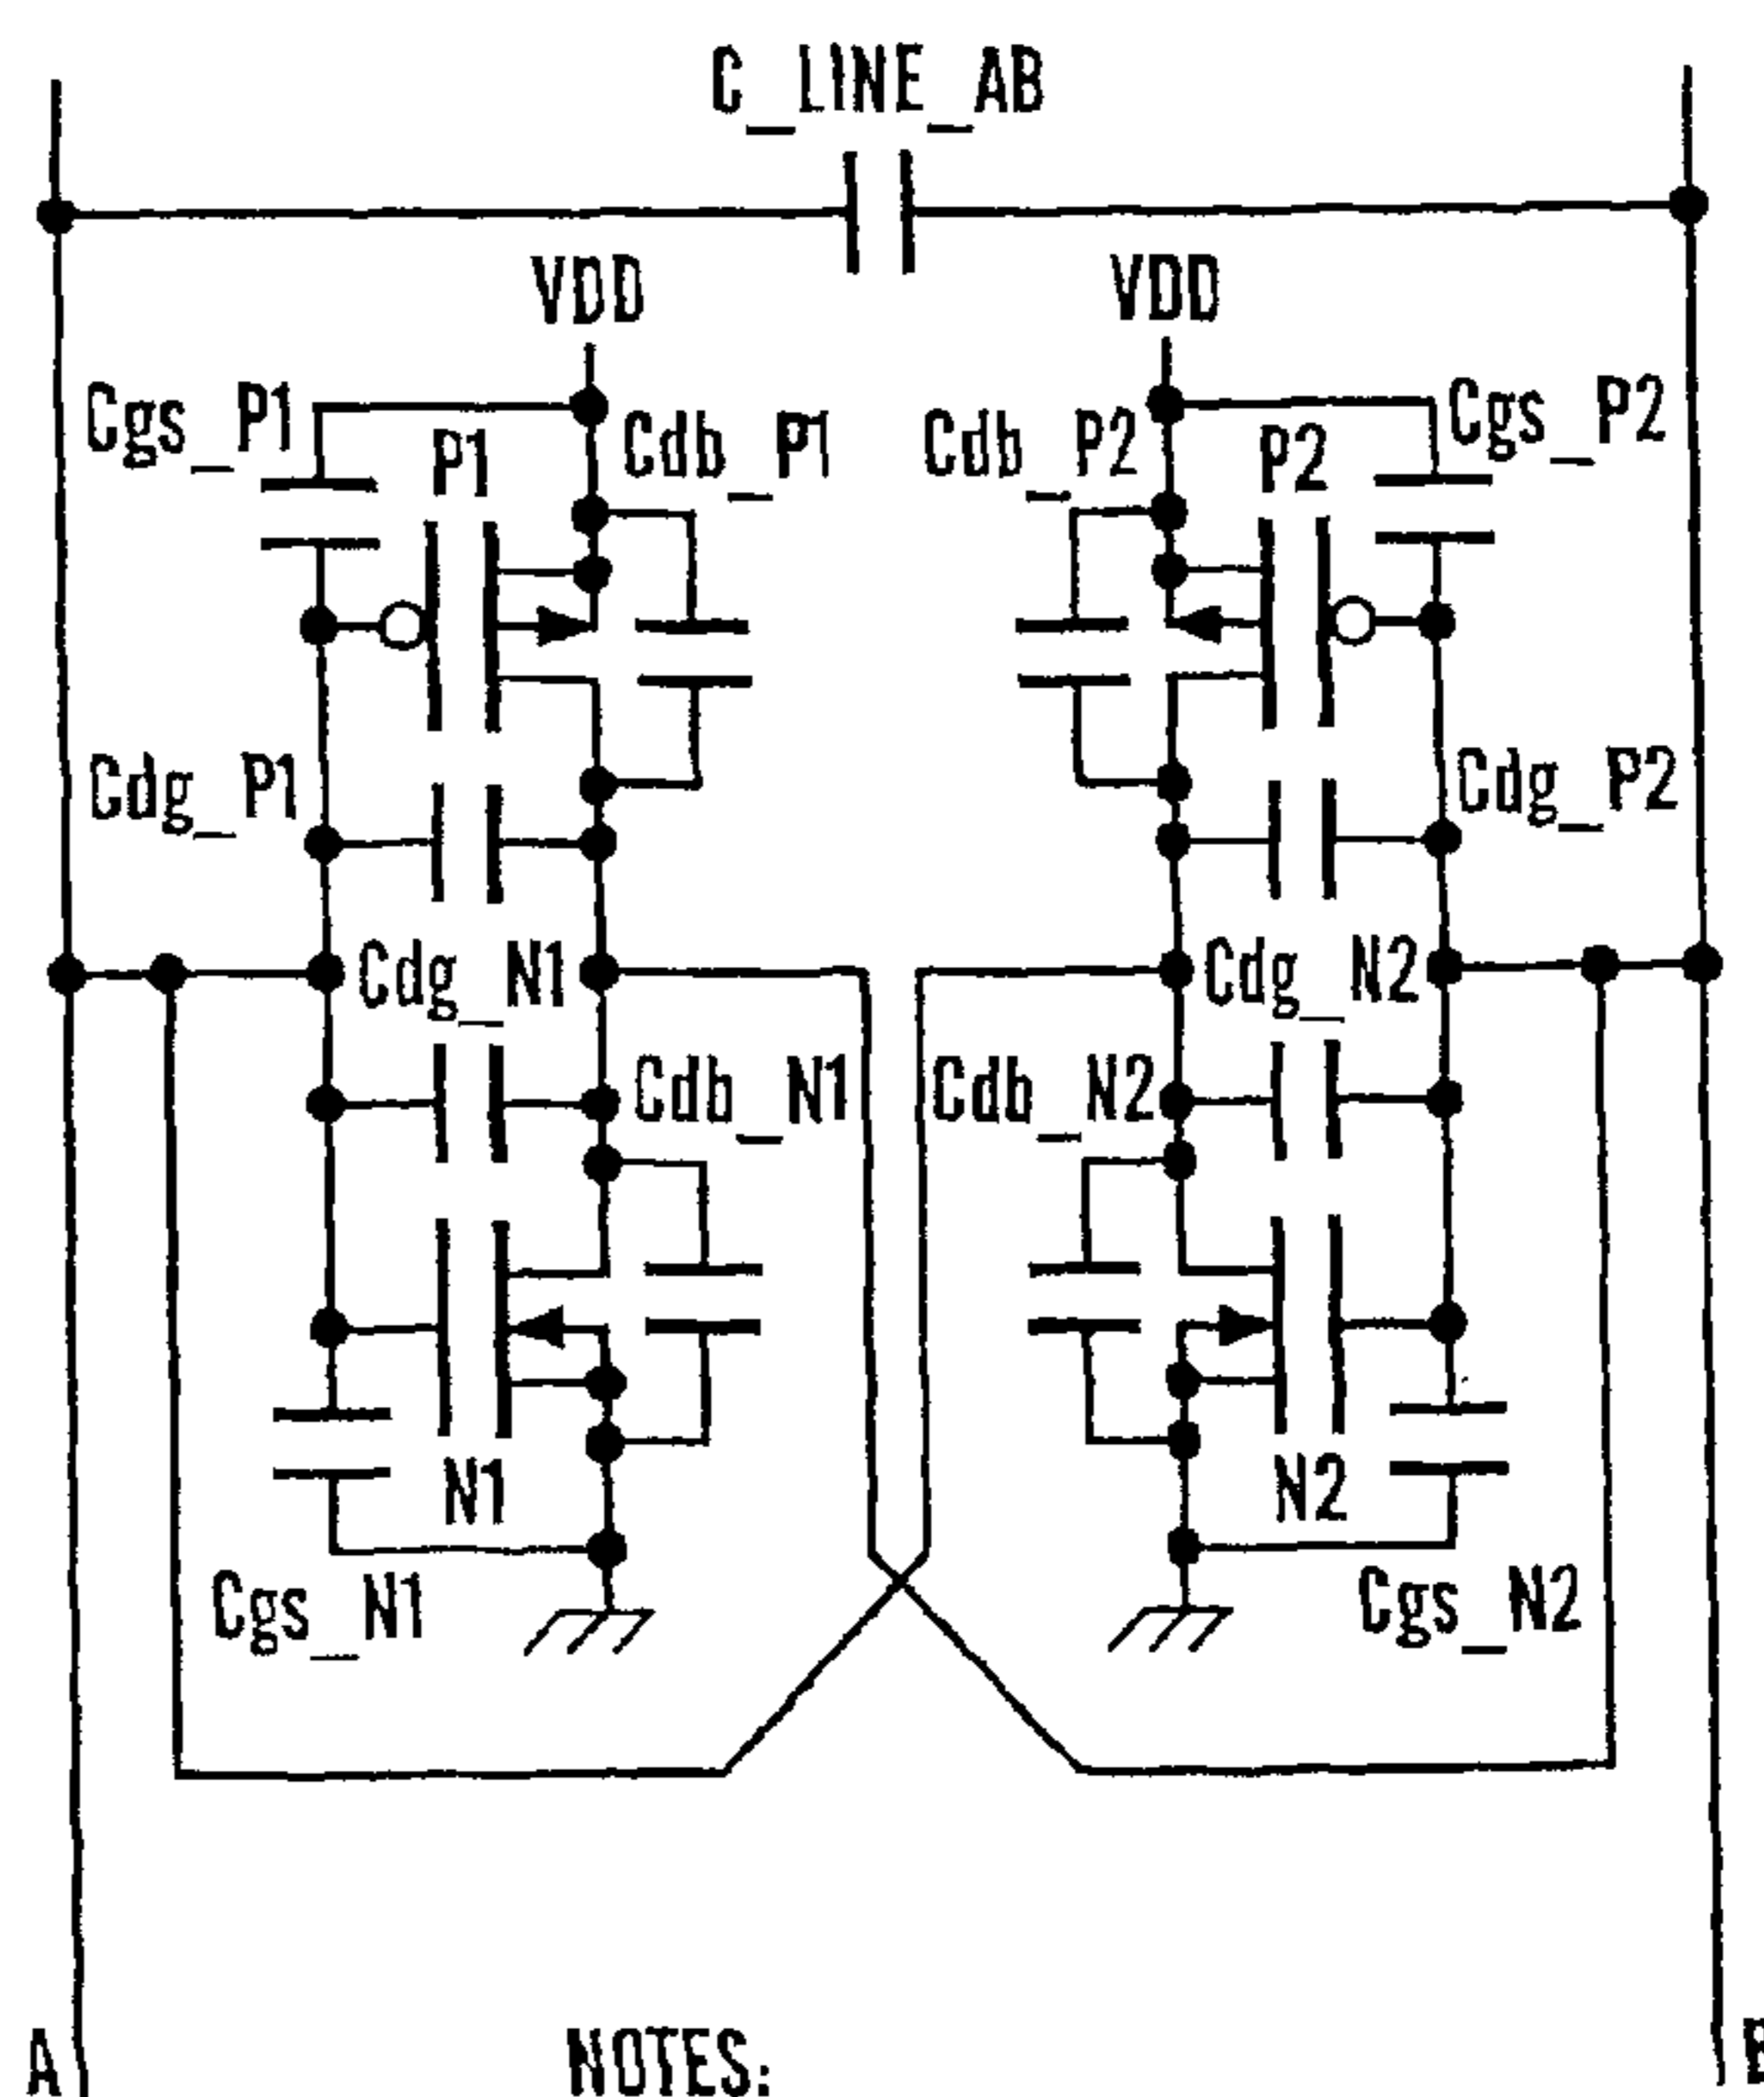 C_LINE_AB
VDD
VDD
Cgs_P1
P1
Cdb_P1
Cdb_P2
P2
Cgs_P2
Cdg_P1
Cdg_P2
Cdg_N1
Cdg_N2
Cdb_N1
Cdb_N2
N1
N2
Cgs_N1
Cgs_N2
A
NOTES: